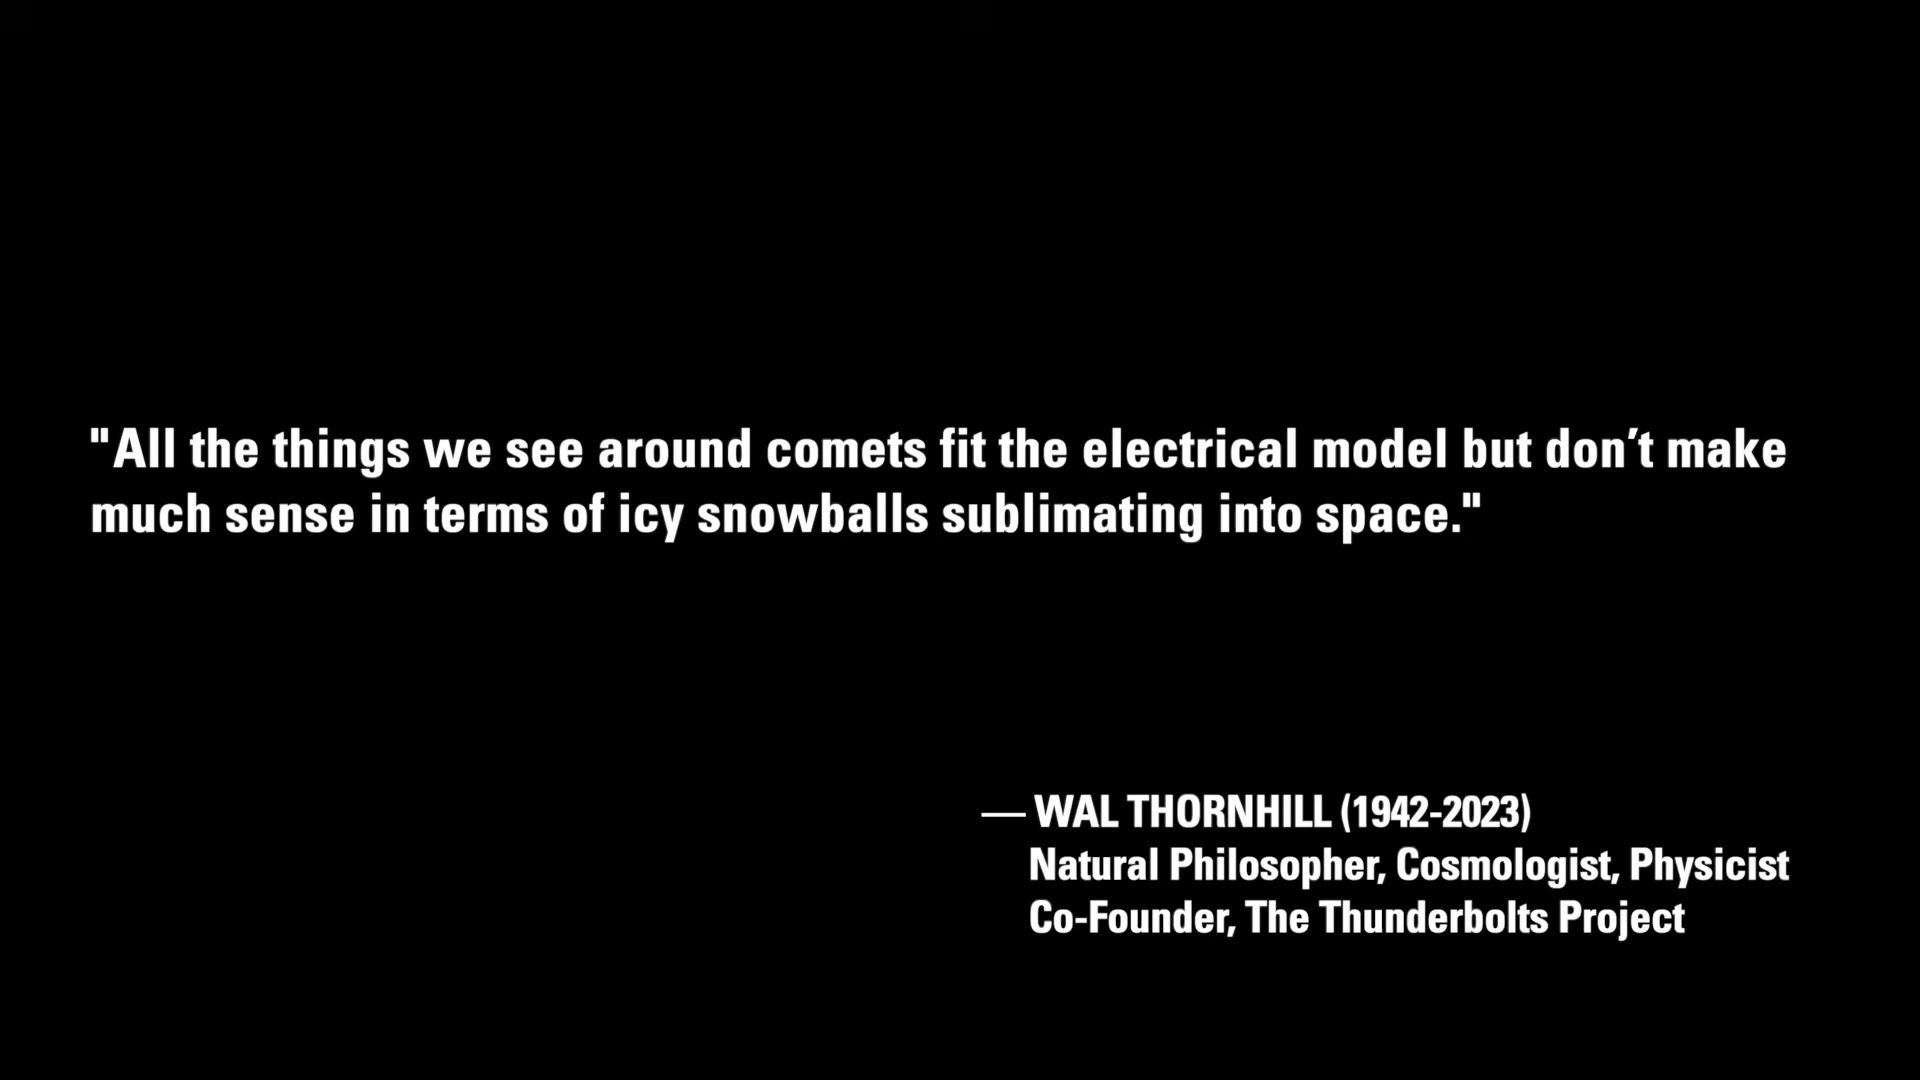 "All the things we see around comets fit the electrical model but don’t make
much sense in terms of icy snowballs sublimating into space."
— WAL THORNHILL (1942-2023)
Natural Philosopher, Cosmologist, Physicist
Co-Founder, The Thunderbolts Project